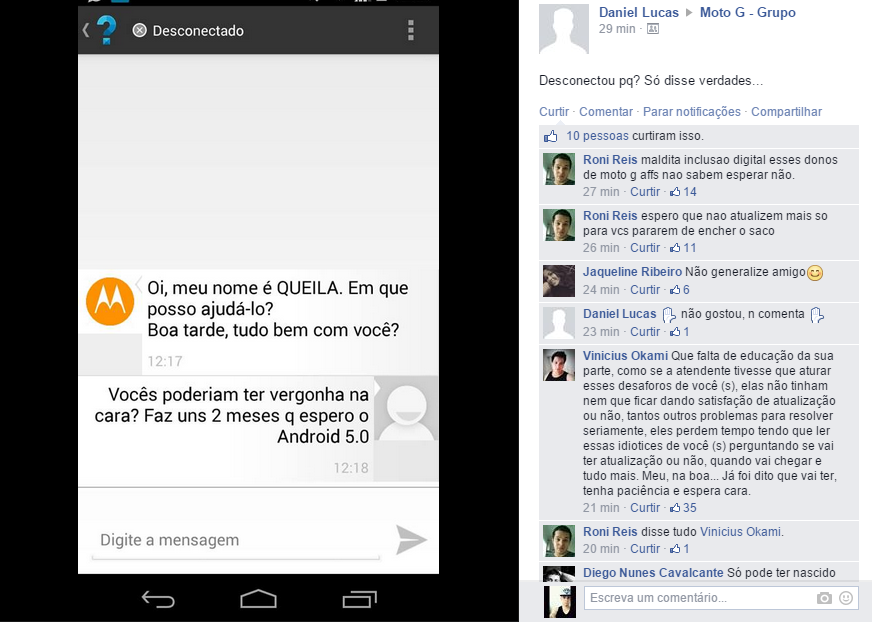 Desconectado
Oi, meu nome é QUEILA. Em que
posso ajudá-lo?
Boa tarde, tudo bem com você?
12:17
Vocês poderiam ter vergonha na
cara? Faz uns 2 meses q espero o
Android 5.0
12:18
Digite a mensagem
Daniel Lucas ▶ Moto G - Grupo
29 min ·
Desconectou pq? Só disse verdades...
Curtir · Comentar · Parar notificações · Compartilhar
10 pessoas curtiram isso.
Roni Reis maldita inclusao digital esses donos
de moto g affs nao sabem esperar não.
27 min · Curtir · 14
Roni Reis espero que nao atualizem mais so
para vcs pararem de encher o saco
26 min · Curtir · 11
Jaqueline Ribeiro Não generalize amigo
24 min · Curtir · 6
Daniel Lucas não gostou, n comenta
23 min · Curtir · 1
Vinicius Okami Que falta de educação da sua
parte, como se a atendente tivesse que aturar
esses desaforos de você (s), elas não tinham
nem que ficar dando satisfação de atualização
ou não, tantos outros problemas para resolver
seriamente, eles perdem tempo tendo que ler
essas idiotices de você (s) perguntando se vai
ter atualização ou não, quando vai chegar e
tudo mais. Meu, na boa... Já foi dito que vai ter,
tenha paciência e espera cara.
21 min · Curtir · 35
Roni Reis disse tudo Vinicius Okami.
20 min · Curtir · 1
Diego Nunes Cavalcante Só pode ter nascido
Escreva um comentário...